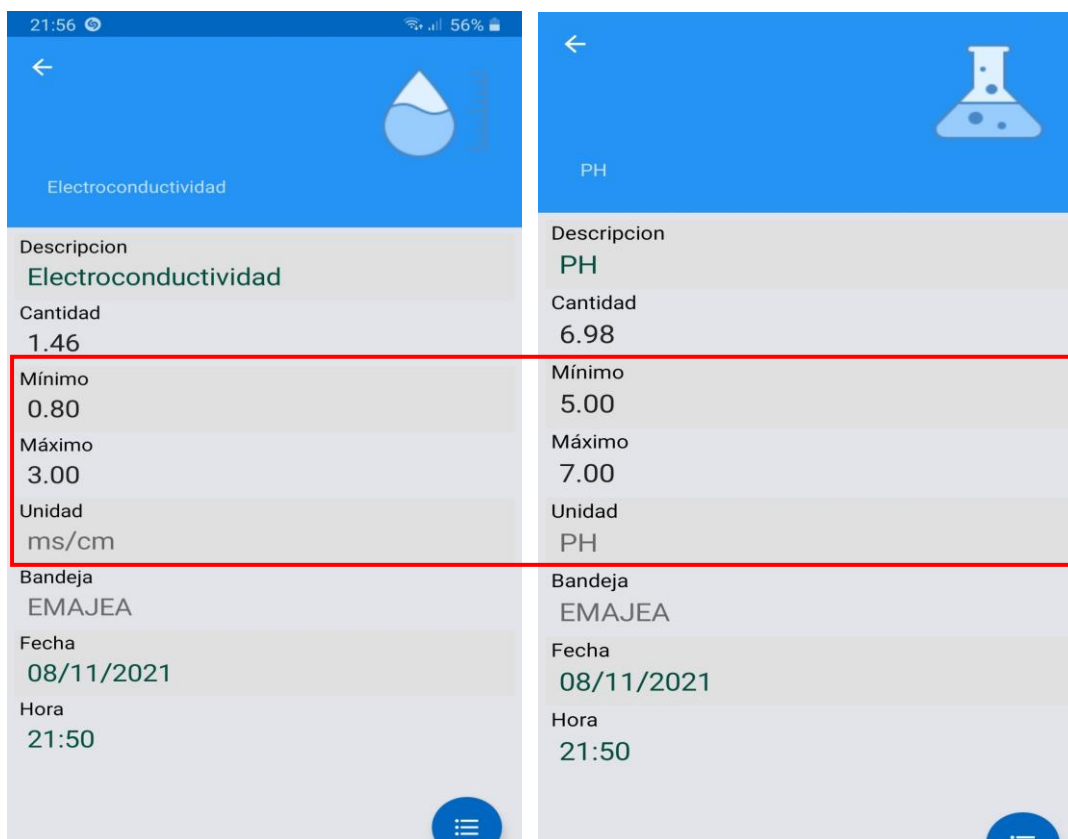 21:56 56%
Electroconductividad
Descripcion
Electroconductividad
Cantidad
1.46
Mínimo
0.80
Máximo
3.00
Unidad
ms/cm
Bandeja
EMAJEA
Fecha
08/11/2021
Hora
21:50
PH
Descripcion
PH
Cantidad
6.98
Mínimo
5.00
Máximo
7.00
Unidad
PH
Bandeja
EMAJEA
Fecha
08/11/2021
Hora
21:50